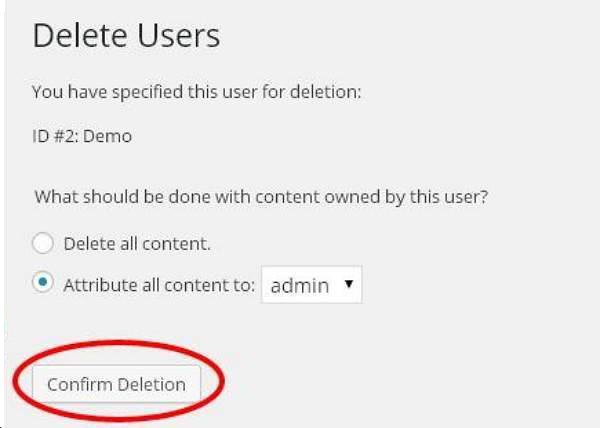 Delete Users
You have specified this user for deletion:
ID #2: Demo
What should be done with content owned by this user?
Delete all content.
Attribute all content to: admin
Confirm Deletion